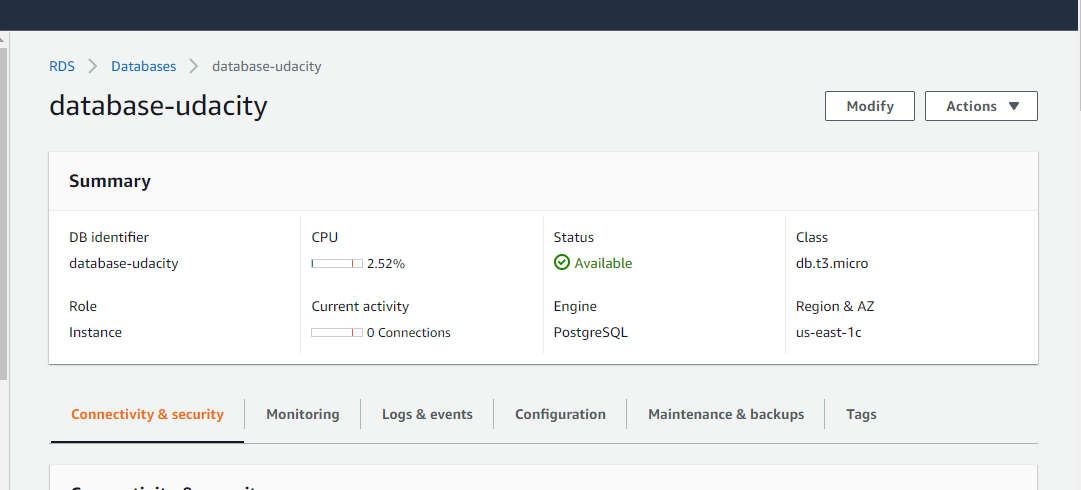 RDS > Databases > database-udacity
database-udacity
Modify
Actions
Summary
DB identifier
database-udacity
CPU
2.52%
Status
Available
Class
db.t3.micro
Role
Instance
Current activity
0 Connections
Engine
PostgreSQL
Region & AZ
us-east-1c
Connectivity & security
Monitoring
Logs & events
Configuration
Maintenance & backups
Tags